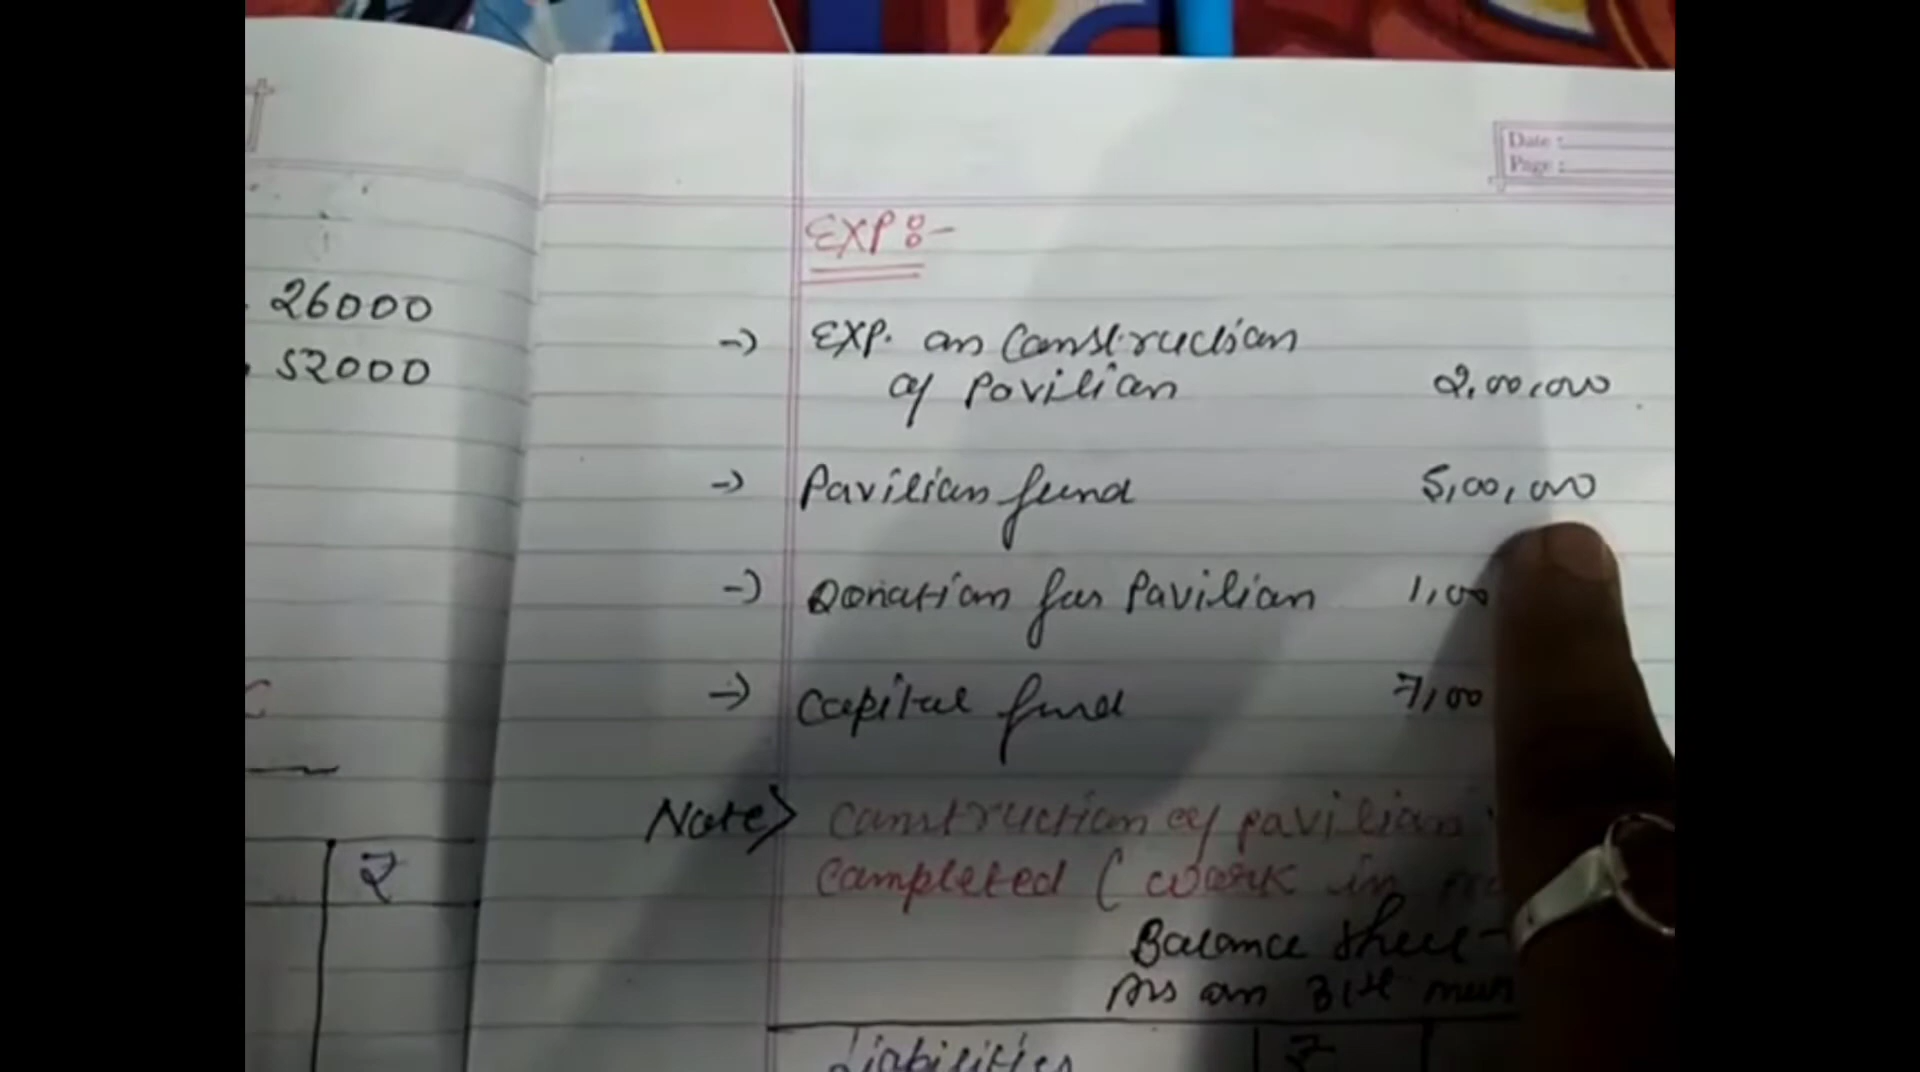 26000
52000
₹
Date :
Page :
EXP :-
→ EXP. on Construction
of Pavilion 2,00,000
→ Pavilion fund 5,00,000
→ Donation for Pavilion 1,00
→ Capital fund 7,00
Note> Construction of pavilion
completed ( work in
Balance Sheet
As on 31st
Liabilities ₹